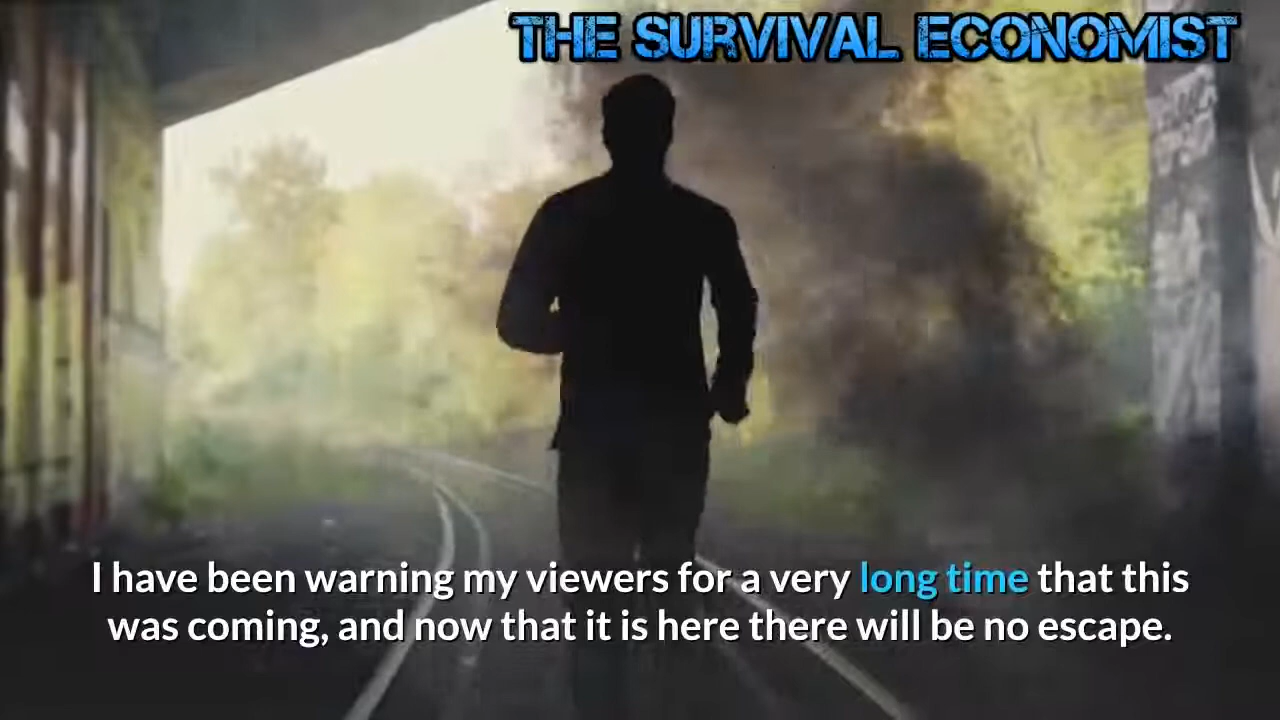 THE SURVIVAL ECONOMIST
I have been warning my viewers for a very long time that this
was coming, and now that it is here there will be no escape.